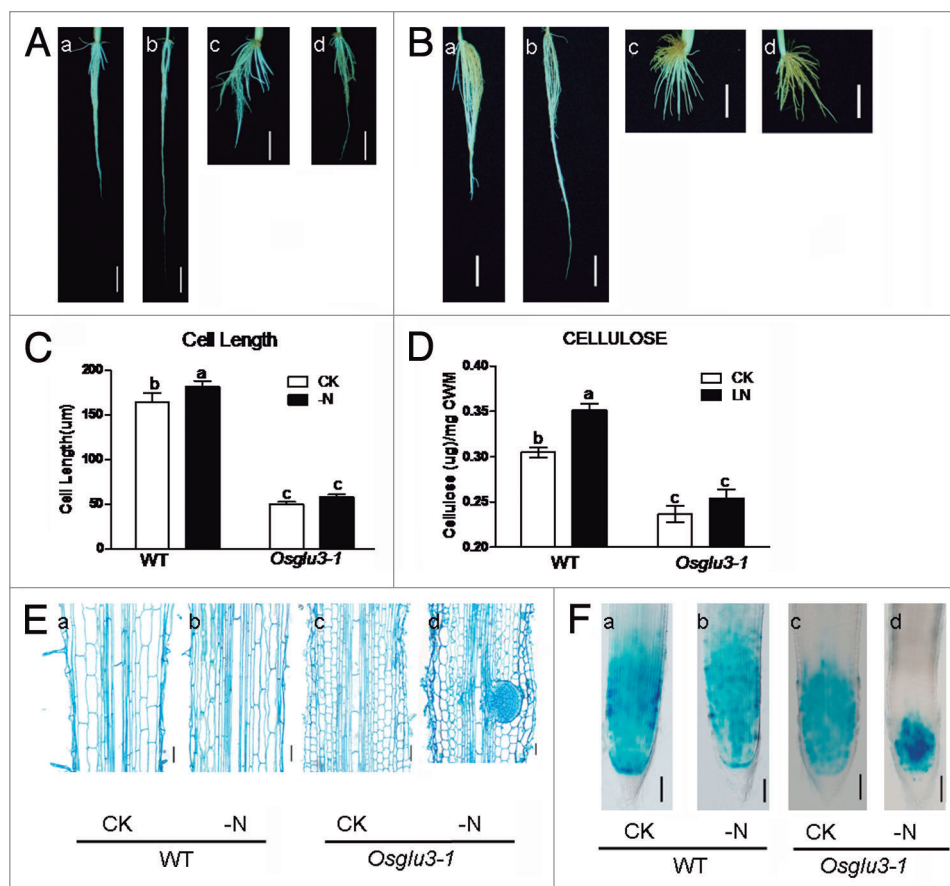 A
a b c d
B
a b c d
C
Cell Length
Cell Length(um)
200
150
100
50
0
b a
c c
CK
-N
WT Osglu3-1
D
CELLULOSE
Cellulose (ug)/mg CWM
0.40
0.35
0.30
0.25
0.20
b a
c c
CK
LN
WT Osglu3-1
E
a b c d
CK -N CK -N
WT Osglu3-1
F
a b c d
CK -N CK -N
WT Osglu3-1